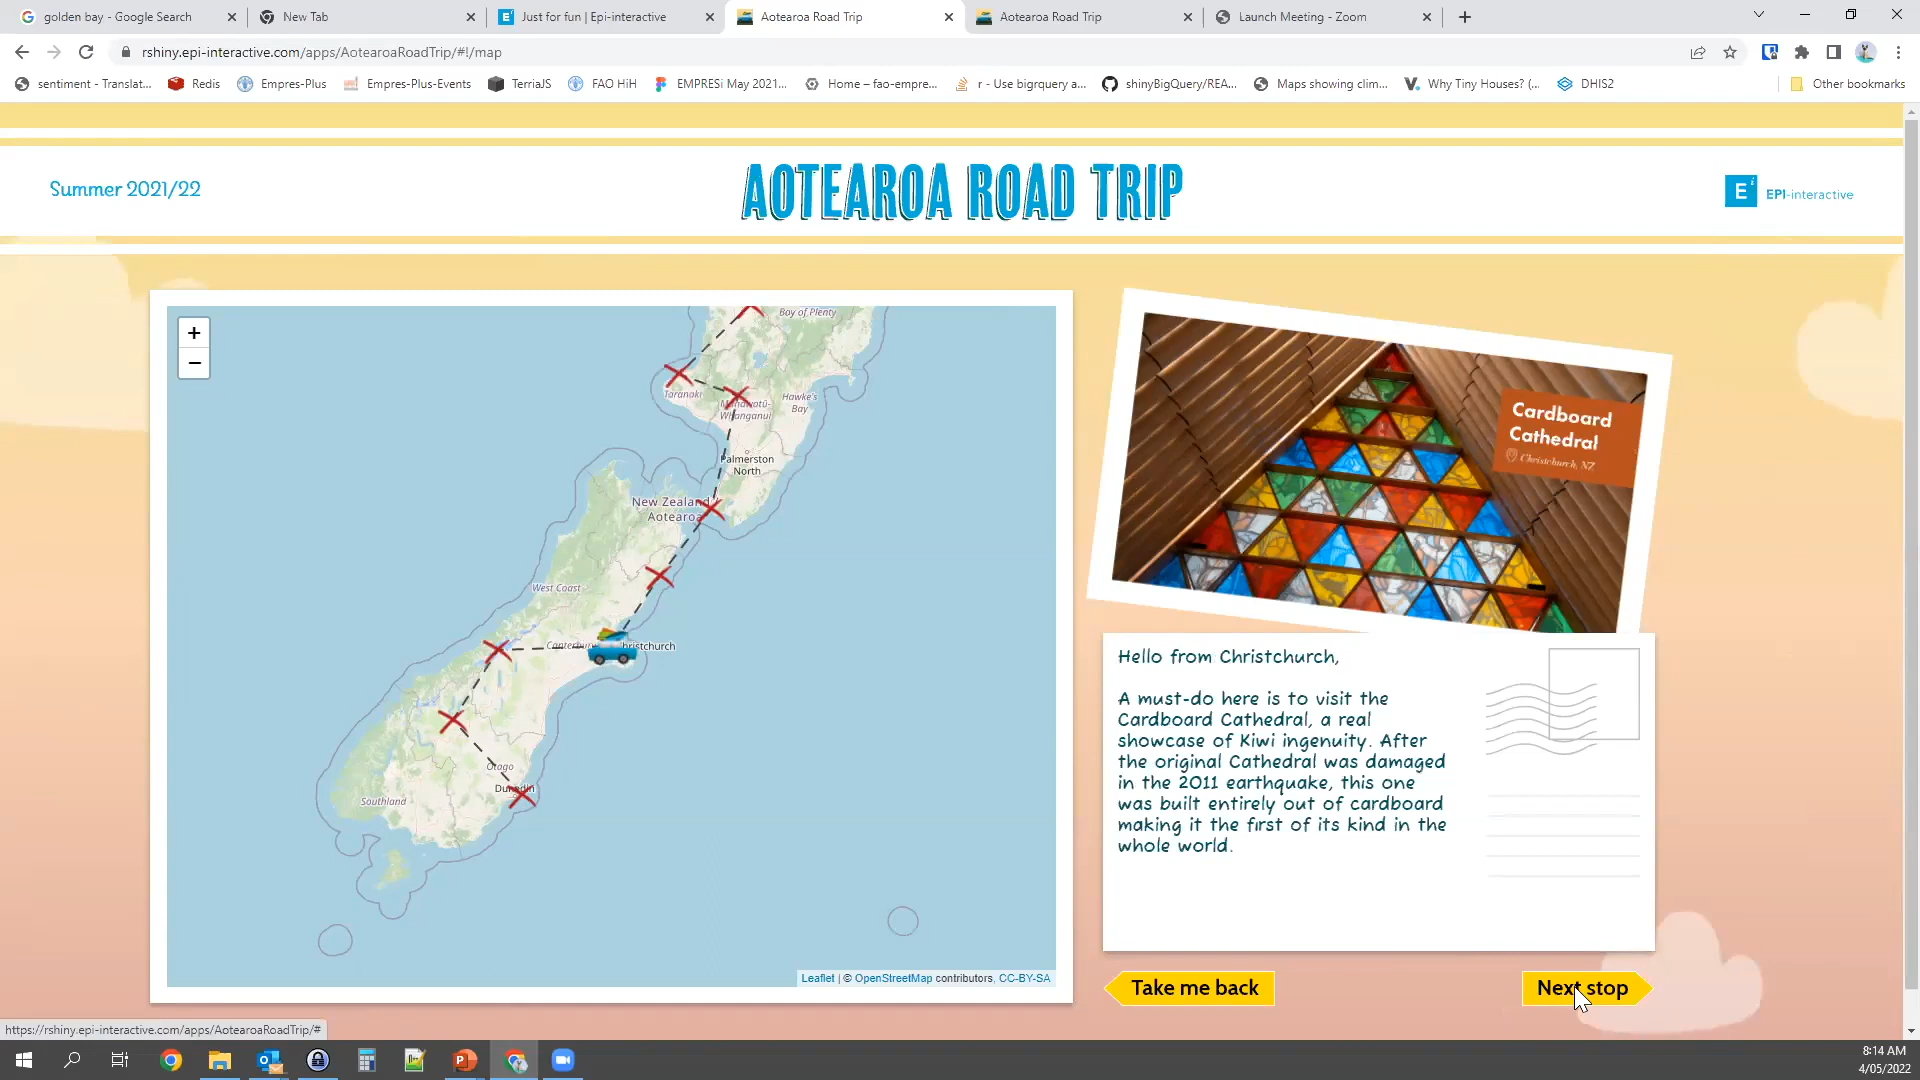 golden bay - Google Search
New Tab
Just for fun | Epi-interactive
Aotearoa Road Trip
Aotearoa Road Trip
Launch Meeting - Zoom
rshiny.epi-interactive.com/apps/AotearoaRoadTrip/#!/map
sentiment - Translat...
Redis
Empres-Plus
Empres-Plus-Events
TerriaJS
FAO HiH
EMPRESi May 2021...
Home – fao-empre...
r - Use bigrquery a...
shinyBigQuery/REA...
Maps showing clim...
Why Tiny Houses? (...
DHIS2
Other bookmarks
Summer 2021/22
AOTEAROA ROAD TRIP
E i
EPI-interactive
+
−
Bay of Plenty
Taranaki
Manawatū-
Whanganui
Hawke's
Bay
Palmerston
North
New Zealand
Aotearoa
West Coast
Canterbury
hristchurch
Otago
Dunedin
Southland
Leaflet | © OpenStreetMap contributors, CC-BY-SA
Cardboard
Cathedral
Christchurch, NZ
Hello from Christchurch,
A must-do here is to visit the
Cardboard Cathedral, a real
showcase of Kiwi ingenuity. After
the original Cathedral was damaged
in the 2011 earthquake, this one
was built entirely out of cardboard
making it the first of its kind in the
whole world.
Take me back
Next stop
https://rshiny.epi-interactive.com/apps/AotearoaRoadTrip/#
8:14 AM
4/05/2022